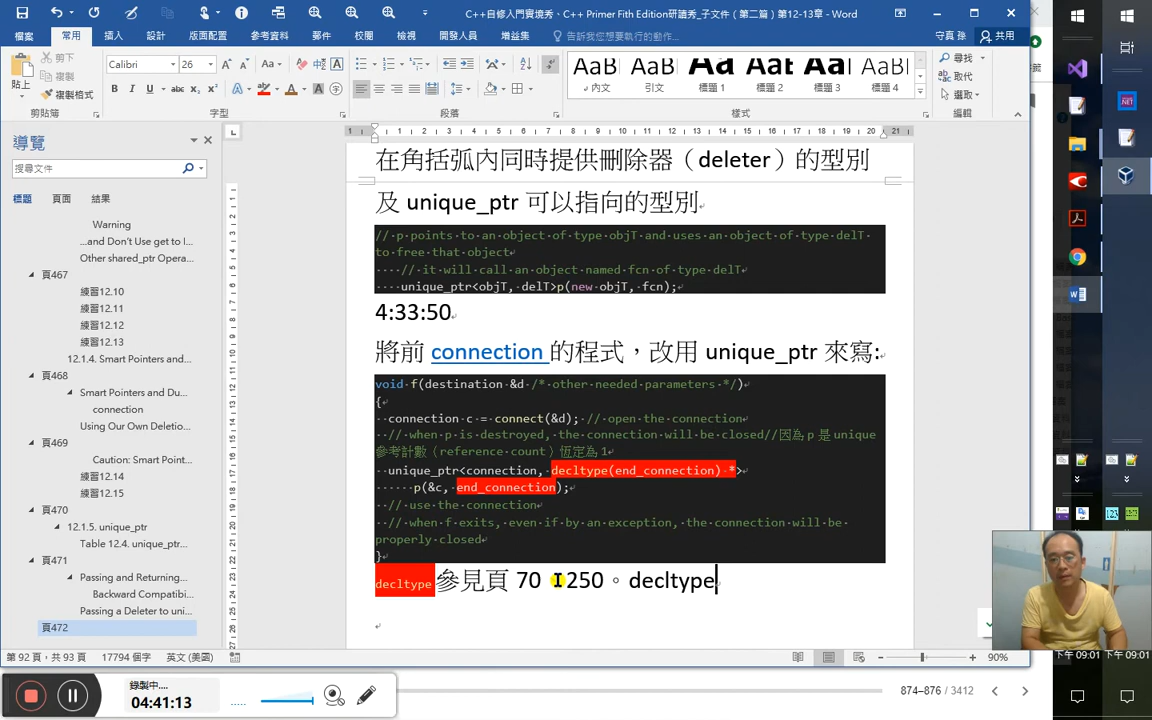 C++自修入門實境秀、C++ Primer Fifth Edition研讀秀_子文件（第二篇）第12-13章 - Word
檔案
常用
插入
設計
版面配置
參考資料
郵件
校閱
檢視
開發人員
增益集
告訴我您想要執行的動作...
守真 孫
共用
貼上
剪下
複製
複製格式
剪貼簿
Calibri
26
字型
段落
內文
無間距
標題 1
標題 2
標題 3
標題 4
樣式
尋找
取代
選取
編輯
導覽
搜尋文件
標題
頁面
結果
Warning
...and Don't Use get to I...
Other shared_ptr Opera...
頁467
練習12.10
練習12.11
練習12.12
練習12.13
12.1.4. Smart Pointers and...
頁468
Smart Pointers and Du...
connection
Using Our Own Deletio...
頁469
Caution: Smart Point...
練習12.14
練習12.15
頁470
12.1.5. unique_ptr
Table 12.4. unique_ptr...
頁471
Passing and Returning...
Backward Compatibi...
Passing a Deleter to uni...
頁472
在角括弧內同時提供刪除器（deleter）的型別
及 unique_ptr 可以指向的型別
// p points to an object of type objT and uses an object of type delT
to free that object
// it will call an object named fcn of type delT
unique_ptr<objT, delT>p(new objT, fcn);
4:33:50
將前 connection 的程式，改用 unique_ptr 來寫:
void f(destination &d /* other needed parameters */)
{
connection c = connect(&d); // open the connection
// when p is destroyed, the connection will be closed//因為 p 是 unique
參考計數（reference count）恆定為 1
unique_ptr<connection, decltype(end_connection) *>
p(&c, end_connection);
// use the connection
// when f exits, even if by an exception, the connection will be
properly closed
}
decltype參見頁 70 250。decltype
第 92 頁，共 93 頁
17794 個字
英文 (美國)
90%
錄製中...
04:41:13
874–876 / 3412
下午 09:01
下午 09:01